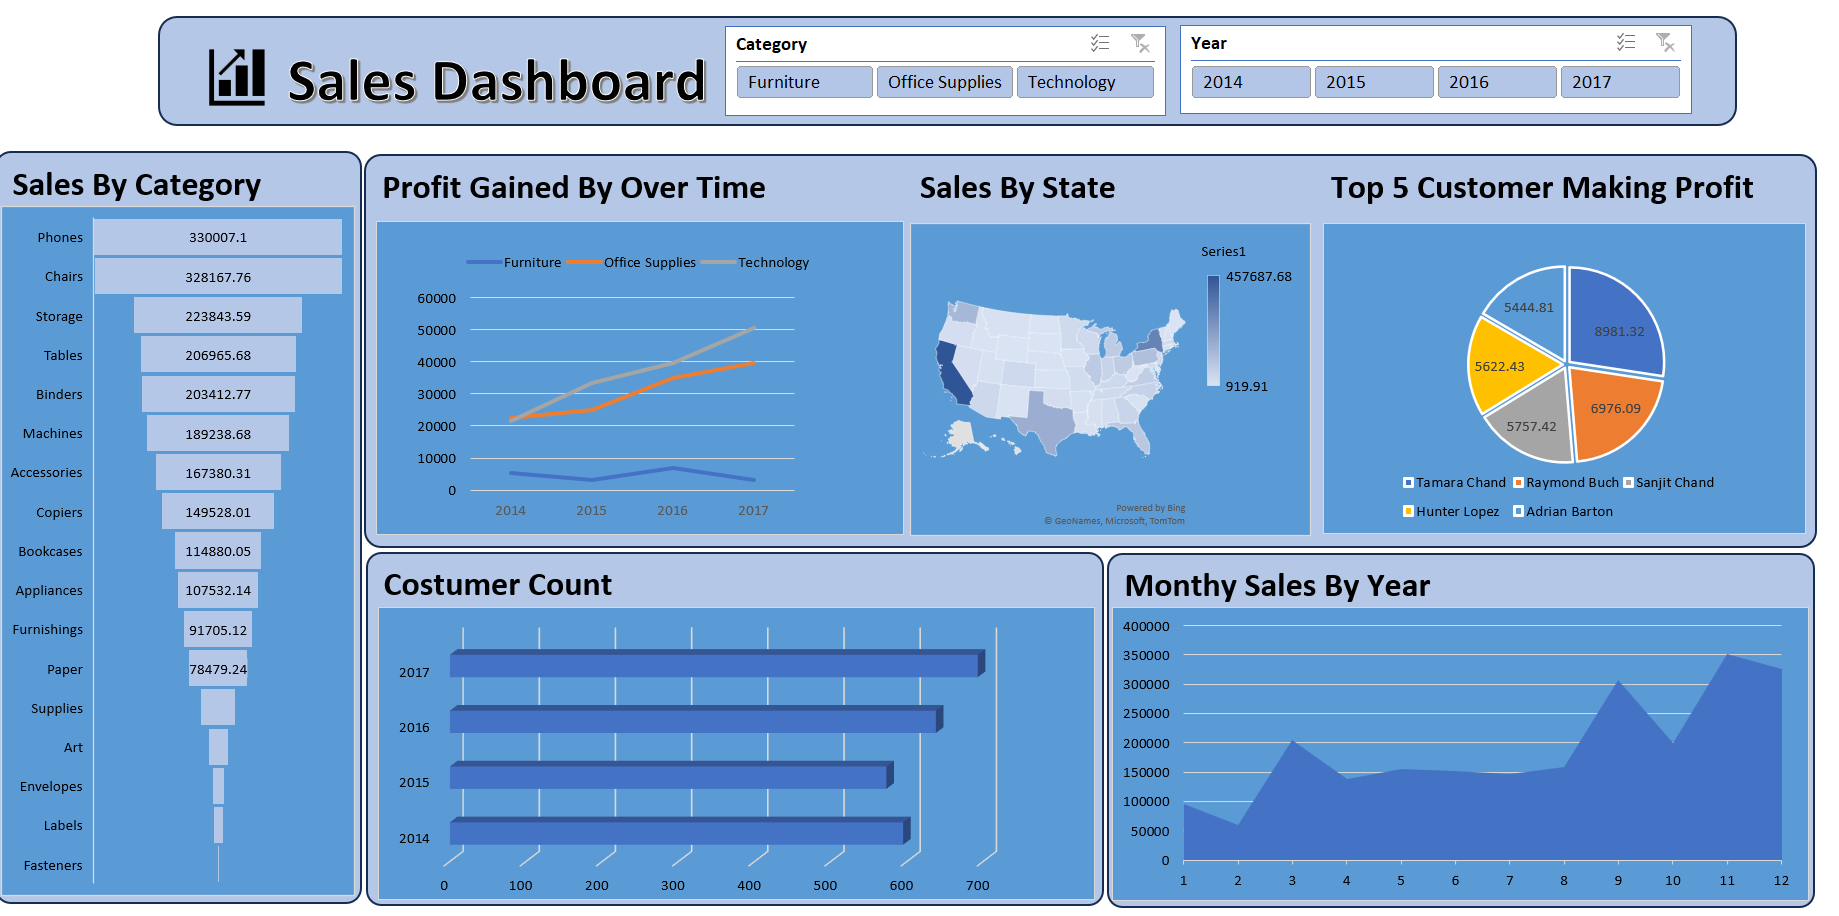 Sales Dashboard
Category
Furniture
Office Supplies
Technology
Year
2014
2015
2016
2017
Sales By Category
Phones 330007.1
Chairs 328167.76
Storage 223843.59
Tables 206965.68
Binders 203412.77
Machines 189238.68
Accessories 167380.31
Copiers 149528.01
Bookcases 114880.05
Appliances 107532.14
Furnishings 91705.12
Paper 78479.24
Supplies
Art
Envelopes
Labels
Fasteners
Profit Gained By Over Time
Furniture Office Supplies Technology
60000
50000
40000
30000
20000
10000
0
2014 2015 2016 2017
Sales By State
Series1
457687.68
919.91
Powered by Bing
© GeoNames, Microsoft, TomTom
Top 5 Customer Making Profit
5444.81
8981.32
5622.43
6976.09
5757.42
Tamara Chand Raymond Buch Sanjit Chand
Hunter Lopez Adrian Barton
Costumer Count
2017
2016
2015
2014
0 100 200 300 400 500 600 700
Monthy Sales By Year
400000
350000
300000
250000
200000
150000
100000
50000
0
1 2 3 4 5 6 7 8 9 10 11 12